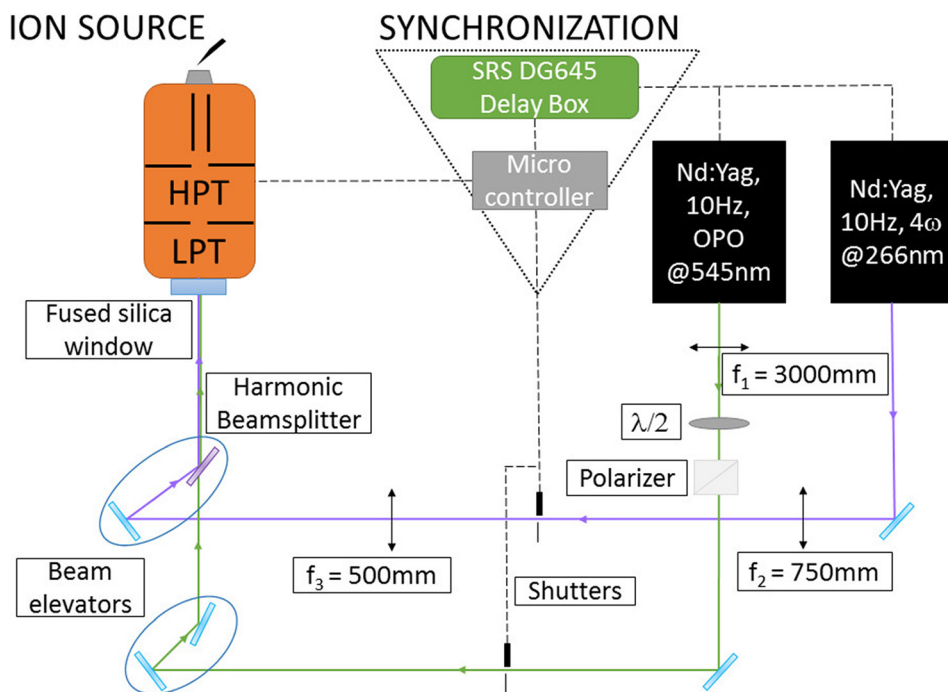 ION SOURCE
SYNCHRONIZATION
SRS DG645
Delay Box
Micro
controller
HPT
LPT
Nd:Yag,
10Hz,
OPO
@545nm
Nd:Yag,
10Hz, 4ω
@266nm
Fused silica
window
Harmonic
Beamsplitter
f₁ = 3000mm
λ/2
Polarizer
f₃ = 500mm
f₂ = 750mm
Beam
elevators
Shutters